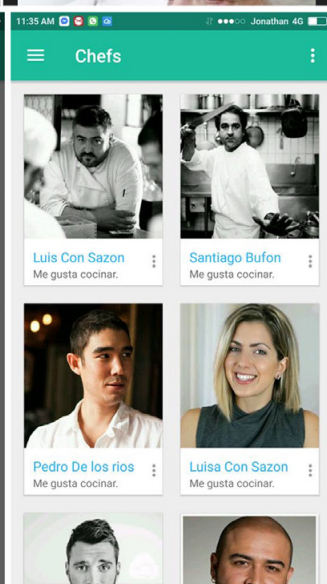 11:35 AM Jonathan 4G
Chefs
Luis Con Sazon
Me gusta cocinar.
Santiago Bufon
Me gusta cocinar.
Pedro De los rios
Me gusta cocinar.
Luisa Con Sazon
Me gusta cocinar.